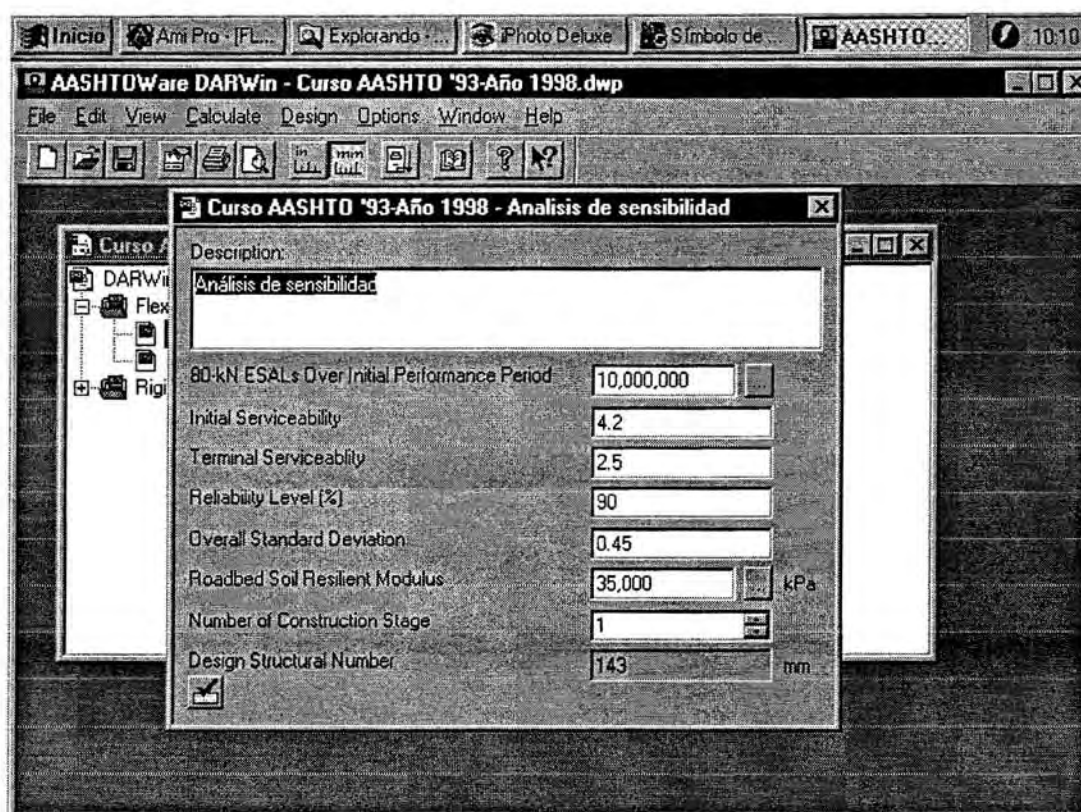 Inicio Ami Pro - [FL... Explorando - ... Photo Deluxe Símbolo de ... AASHTO... 10:10
AASHTOWare DARWin - Curso AASHTO '93-Año 1998.dwp
File Edit View Calculate Design Options Window Help
in mm
Curso AASHTO '93-Año 1998 - Analisis de sensibilidad
Curso A
DARWi
Flex
Rigi
Description:
Análisis de sensibilidad
80-kN ESALs Over Initial Performance Period 10,000,000 ...
Initial Serviceability 4.2
Terminal Serviceablity 2.5
Reliability Level (%) 90
Overall Standard Deviation 0.45
Roadbed Soil Resilient Modulus 35,000 ... kPa
Number of Construction Stage 1
Design Structural Number 143 mm